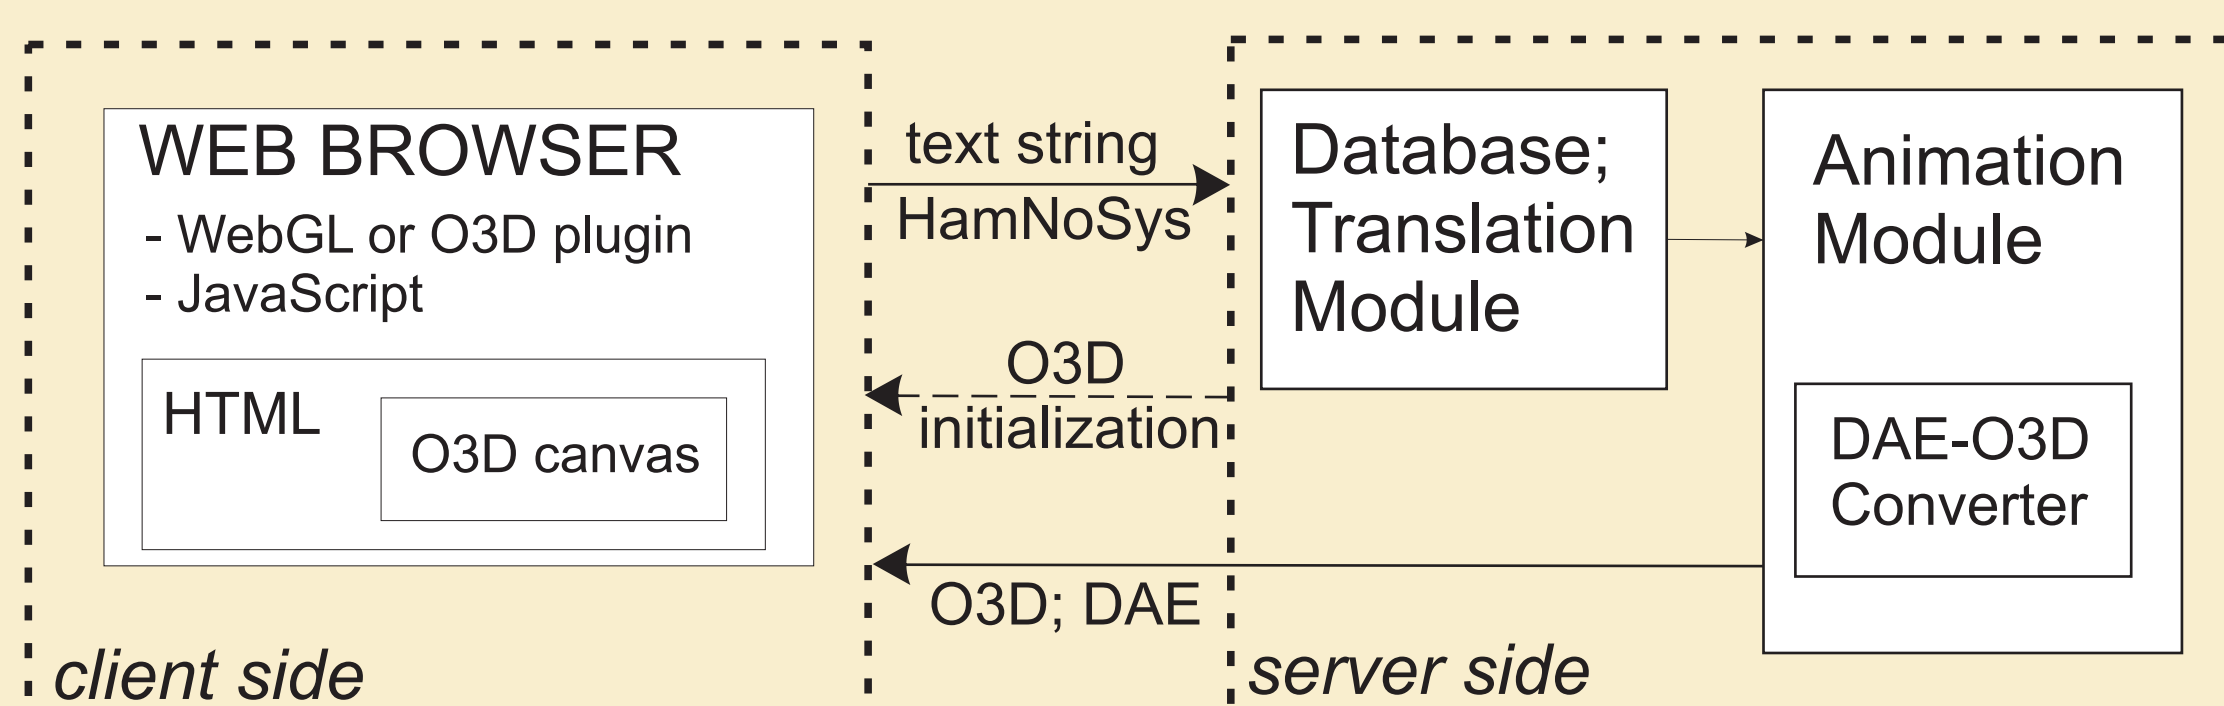 WEB BROWSER
- WebGL or O3D plugin
- JavaScript
HTML
O3D canvas
client side
text string
HamNoSys
O3D
initialization
O3D; DAE
Database;
Translation
Module
Animation
Module
DAE-O3D
Converter
server side